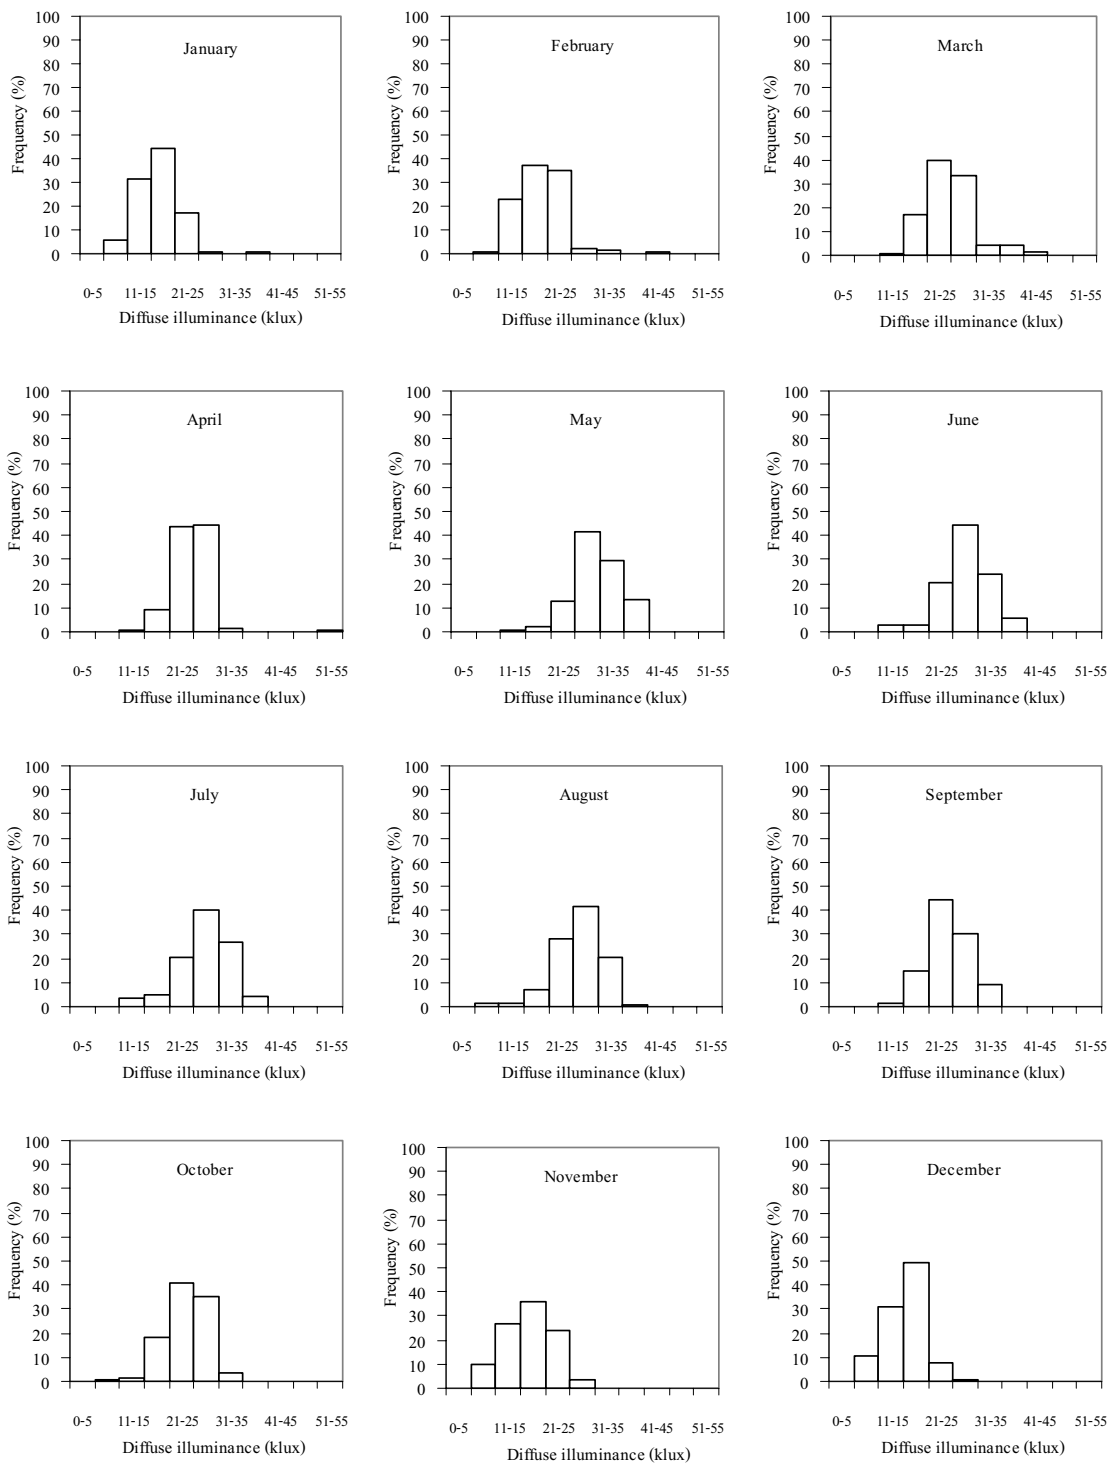 January
Frequency (%)
100
90
80
70
60
50
40
30
20
10
0
0-5 11-15 21-25 31-35 41-45 51-55
Diffuse illuminance (klux)
February
Frequency (%)
100
90
80
70
60
50
40
30
20
10
0
0-5 11-15 21-25 31-35 41-45 51-55
Diffuse illuminance (klux)
March
Frequency (%)
100
90
80
70
60
50
40
30
20
10
0
0-5 11-15 21-25 31-35 41-45 51-55
Diffuse illuminance (klux)
April
Frequency (%)
100
90
80
70
60
50
40
30
20
10
0
0-5 11-15 21-25 31-35 41-45 51-55
Diffuse illuminance (klux)
May
Frequency (%)
100
90
80
70
60
50
40
30
20
10
0
0-5 11-15 21-25 31-35 41-45 51-55
Diffuse illuminance (klux)
June
Frequency (%)
100
90
80
70
60
50
40
30
20
10
0
0-5 11-15 21-25 31-35 41-45 51-55
Diffuse illuminance (klux)
July
Frequency (%)
100
90
80
70
60
50
40
30
20
10
0
0-5 11-15 21-25 31-35 41-45 51-55
Diffuse illuminance (klux)
August
Frequency (%)
100
90
80
70
60
50
40
30
20
10
0
0-5 11-15 21-25 31-35 41-45 51-55
Diffuse illuminance (klux)
September
Frequency (%)
100
90
80
70
60
50
40
30
20
10
0
0-5 11-15 21-25 31-35 41-45 51-55
Diffuse illuminance (klux)
October
Frequency (%)
100
90
80
70
60
50
40
30
20
10
0
0-5 11-15 21-25 31-35 41-45 51-55
Diffuse illuminance (klux)
November
Frequency (%)
100
90
80
70
60
50
40
30
20
10
0
0-5 11-15 21-25 31-35 41-45 51-55
Diffuse illuminance (klux)
December
Frequency (%)
100
90
80
70
60
50
40
30
20
10
0
0-5 11-15 21-25 31-35 41-45 51-55
Diffuse illuminance (klux)